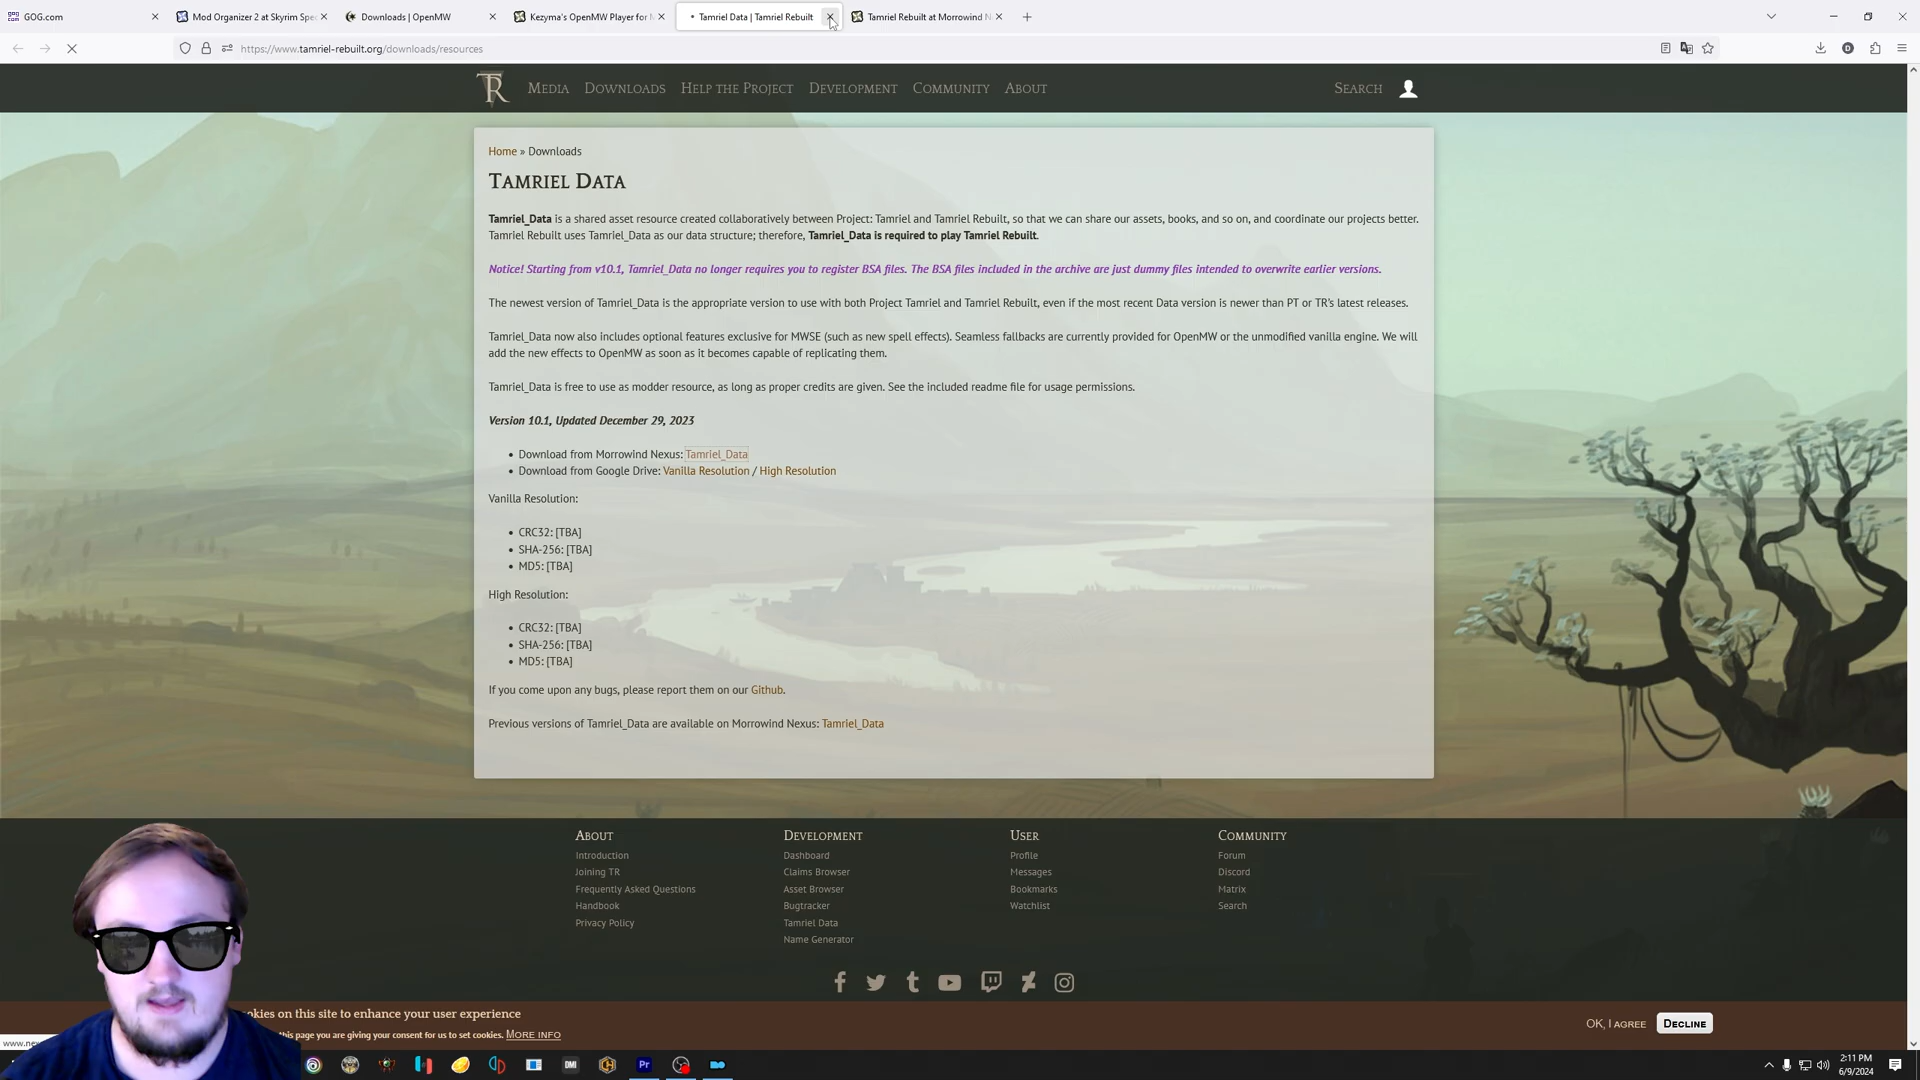 GOG.com
Mod Organizer 2 at Skyrim Spec
Downloads | OpenMW
Kezyma's OpenMW Player for M
Tamriel Data | Tamriel Rebuilt
Tamriel Rebuilt at Morrowind N
https://www.tamriel-rebuilt.org/downloads/resources
TR
Media
Downloads
Help the Project
Development
Community
About
Search
Home » Downloads
Tamriel Data
Tamriel_Data is a shared asset resource created collaboratively between Project: Tamriel and Tamriel Rebuilt, so that we can share our assets, books, and so on, and coordinate our projects better.
Tamriel Rebuilt uses Tamriel_Data as our data structure; therefore, Tamriel_Data is required to play Tamriel Rebuilt.
Notice! Starting from v10.1, Tamriel_Data no longer requires you to register BSA files. The BSA files included in the archive are just dummy files intended to overwrite earlier versions.
The newest version of Tamriel_Data is the appropriate version to use with both Project Tamriel and Tamriel Rebuilt, even if the most recent Data version is newer than PT or TR's latest releases.
Tamriel_Data now also includes optional features exclusive for MWSE (such as new spell effects). Seamless fallbacks are currently provided for OpenMW or the unmodified vanilla engine. We will
add the new effects to OpenMW as soon as it becomes capable of replicating them.
Tamriel_Data is free to use as modder resource, as long as proper credits are given. See the included readme file for usage permissions.
Version 10.1, Updated December 29, 2023
• Download from Morrowind Nexus: Tamriel_Data
• Download from Google Drive: Vanilla Resolution / High Resolution
Vanilla Resolution:
• CRC32: [TBA]
• SHA-256: [TBA]
• MD5: [TBA]
High Resolution:
• CRC32: [TBA]
• SHA-256: [TBA]
• MD5: [TBA]
If you come upon any bugs, please report them on our Github.
Previous versions of Tamriel_Data are available on Morrowind Nexus: Tamriel_Data
About
Introduction
Joining TR
Frequently Asked Questions
Handbook
Privacy Policy
Development
Dashboard
Claims Browser
Asset Browser
Bugtracker
Tamriel Data
Name Generator
User
Profile
Messages
Bookmarks
Watchlist
Community
Forum
Discord
Matrix
Search
okies on this site to enhance your user experience
this page you are giving your consent for us to set cookies. More info
OK, I agree
Decline
www.ne
DMI
Pr
2:11 PM
6/9/2024